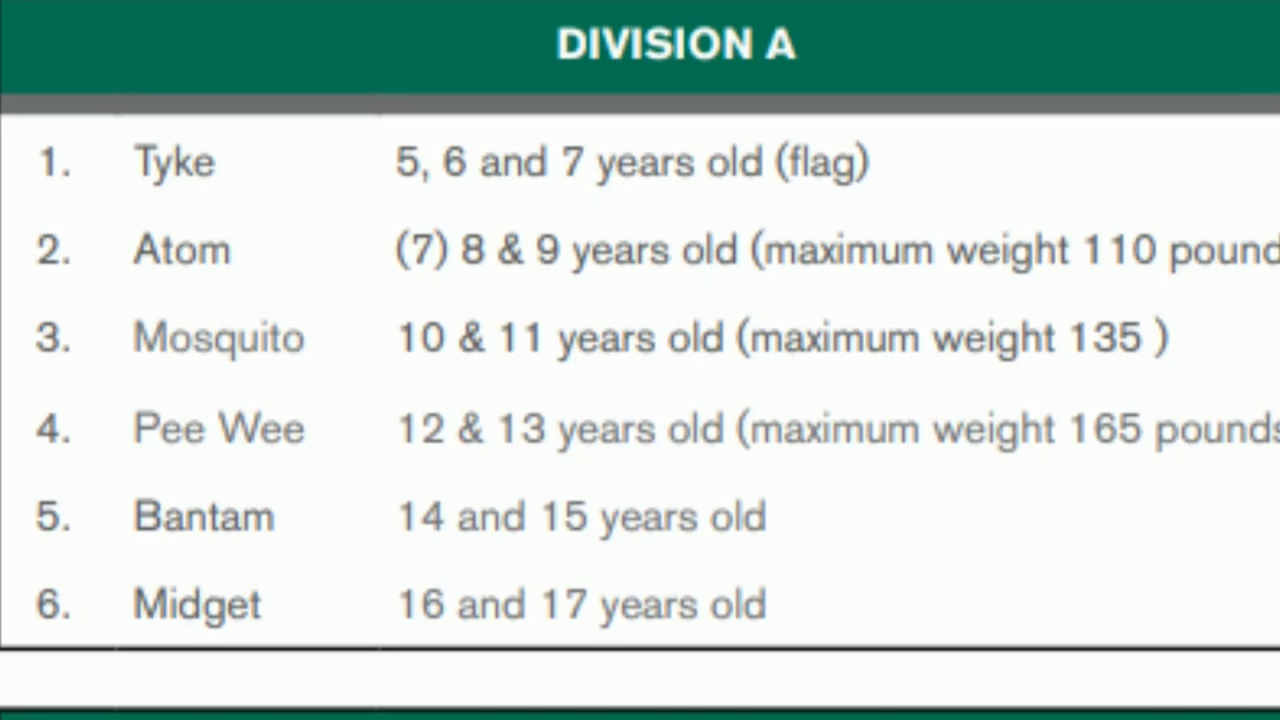 DIVISION A
1. Tyke 5, 6 and 7 years old (flag)
2. Atom (7) 8 & 9 years old (maximum weight 110 pound
3. Mosquito 10 & 11 years old (maximum weight 135 )
4. Pee Wee 12 & 13 years old (maximum weight 165 pounds
5. Bantam 14 and 15 years old
6. Midget 16 and 17 years old